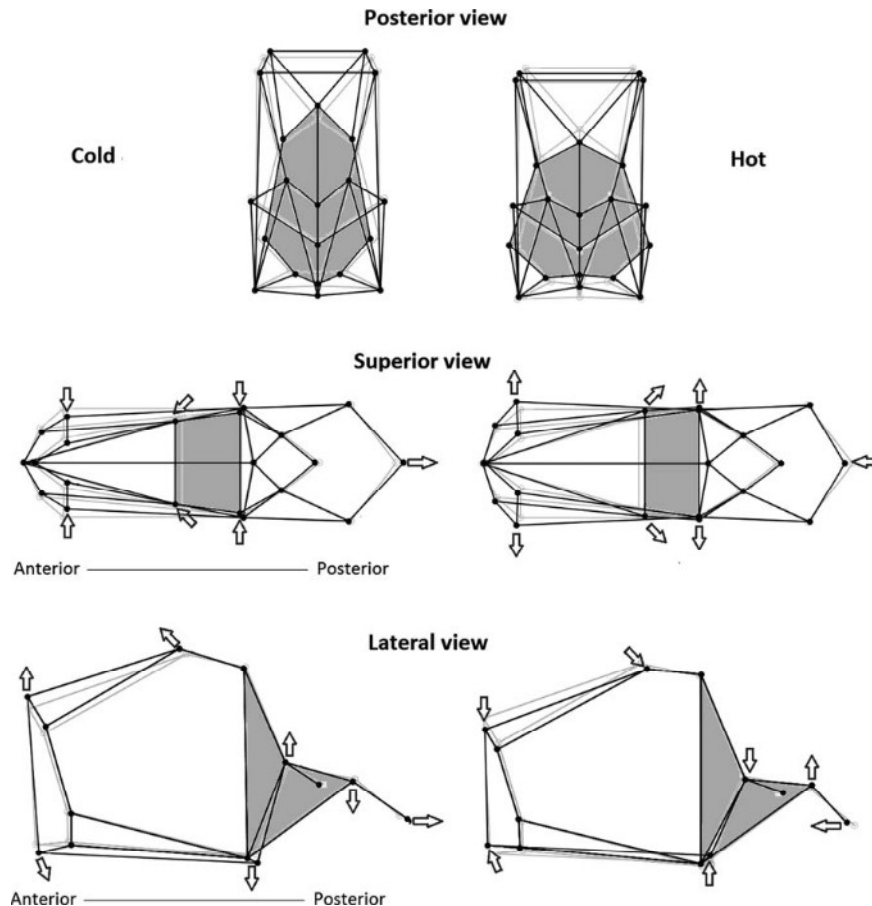 Posterior view
Cold
Hot
Superior view
Anterior
Posterior
Lateral view
Anterior
Posterior